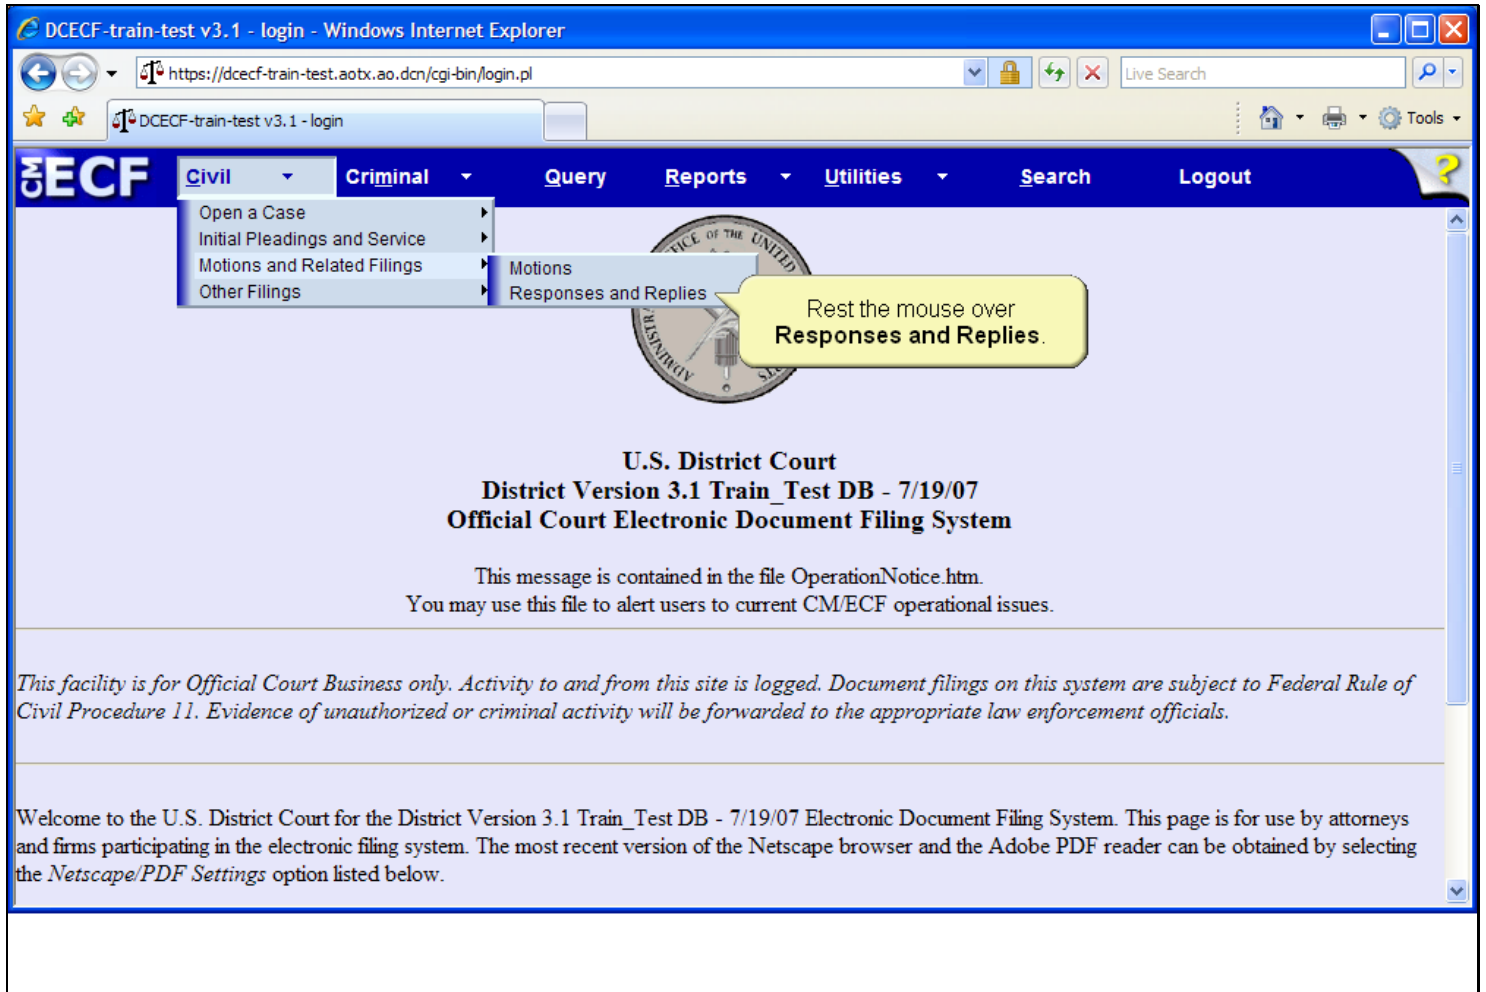 DCECF-train-test v3.1 - login - Windows Internet Explorer
https://dcecf-train-test.aotx.ao.dcn/cgi-bin/login.pl
Live Search
DCECF-train-test v3.1 - login
Tools
CM ECF Civil Criminal Query Reports Utilities Search Logout ?
Open a Case
Initial Pleadings and Service
Motions and Related Filings
Other Filings
Motions
Responses and Replies
OF THE UNITED
Rest the mouse over
Responses and Replies.
U.S. District Court
District Version 3.1 Train_Test DB - 7/19/07
Official Court Electronic Document Filing System
This message is contained in the file OperationNotice.htm.
You may use this file to alert users to current CM/ECF operational issues.
This facility is for Official Court Business only. Activity to and from this site is logged. Document filings on this system are subject to Federal Rule of
Civil Procedure 11. Evidence of unauthorized or criminal activity will be forwarded to the appropriate law enforcement officials.
Welcome to the U.S. District Court for the District Version 3.1 Train_Test DB - 7/19/07 Electronic Document Filing System. This page is for use by attorneys
and firms participating in the electronic filing system. The most recent version of the Netscape browser and the Adobe PDF reader can be obtained by selecting
the Netscape/PDF Settings option listed below.